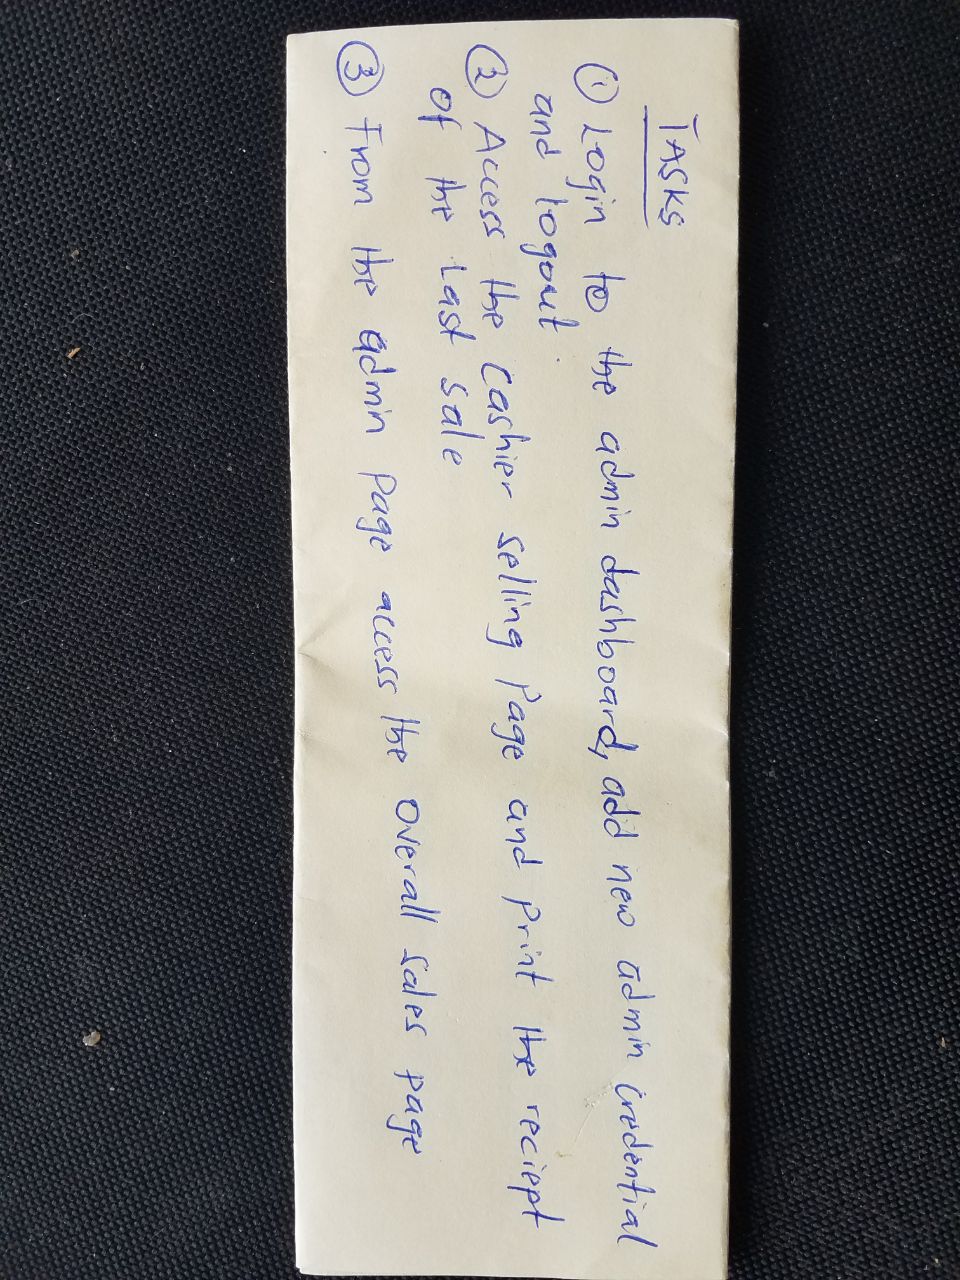 TASKS
① Login to the admin dashboard, add new admin credential
and logout.
② Access the cashier selling page and print the reciept
of the Last sale
③ From the admin page access the overall sales page